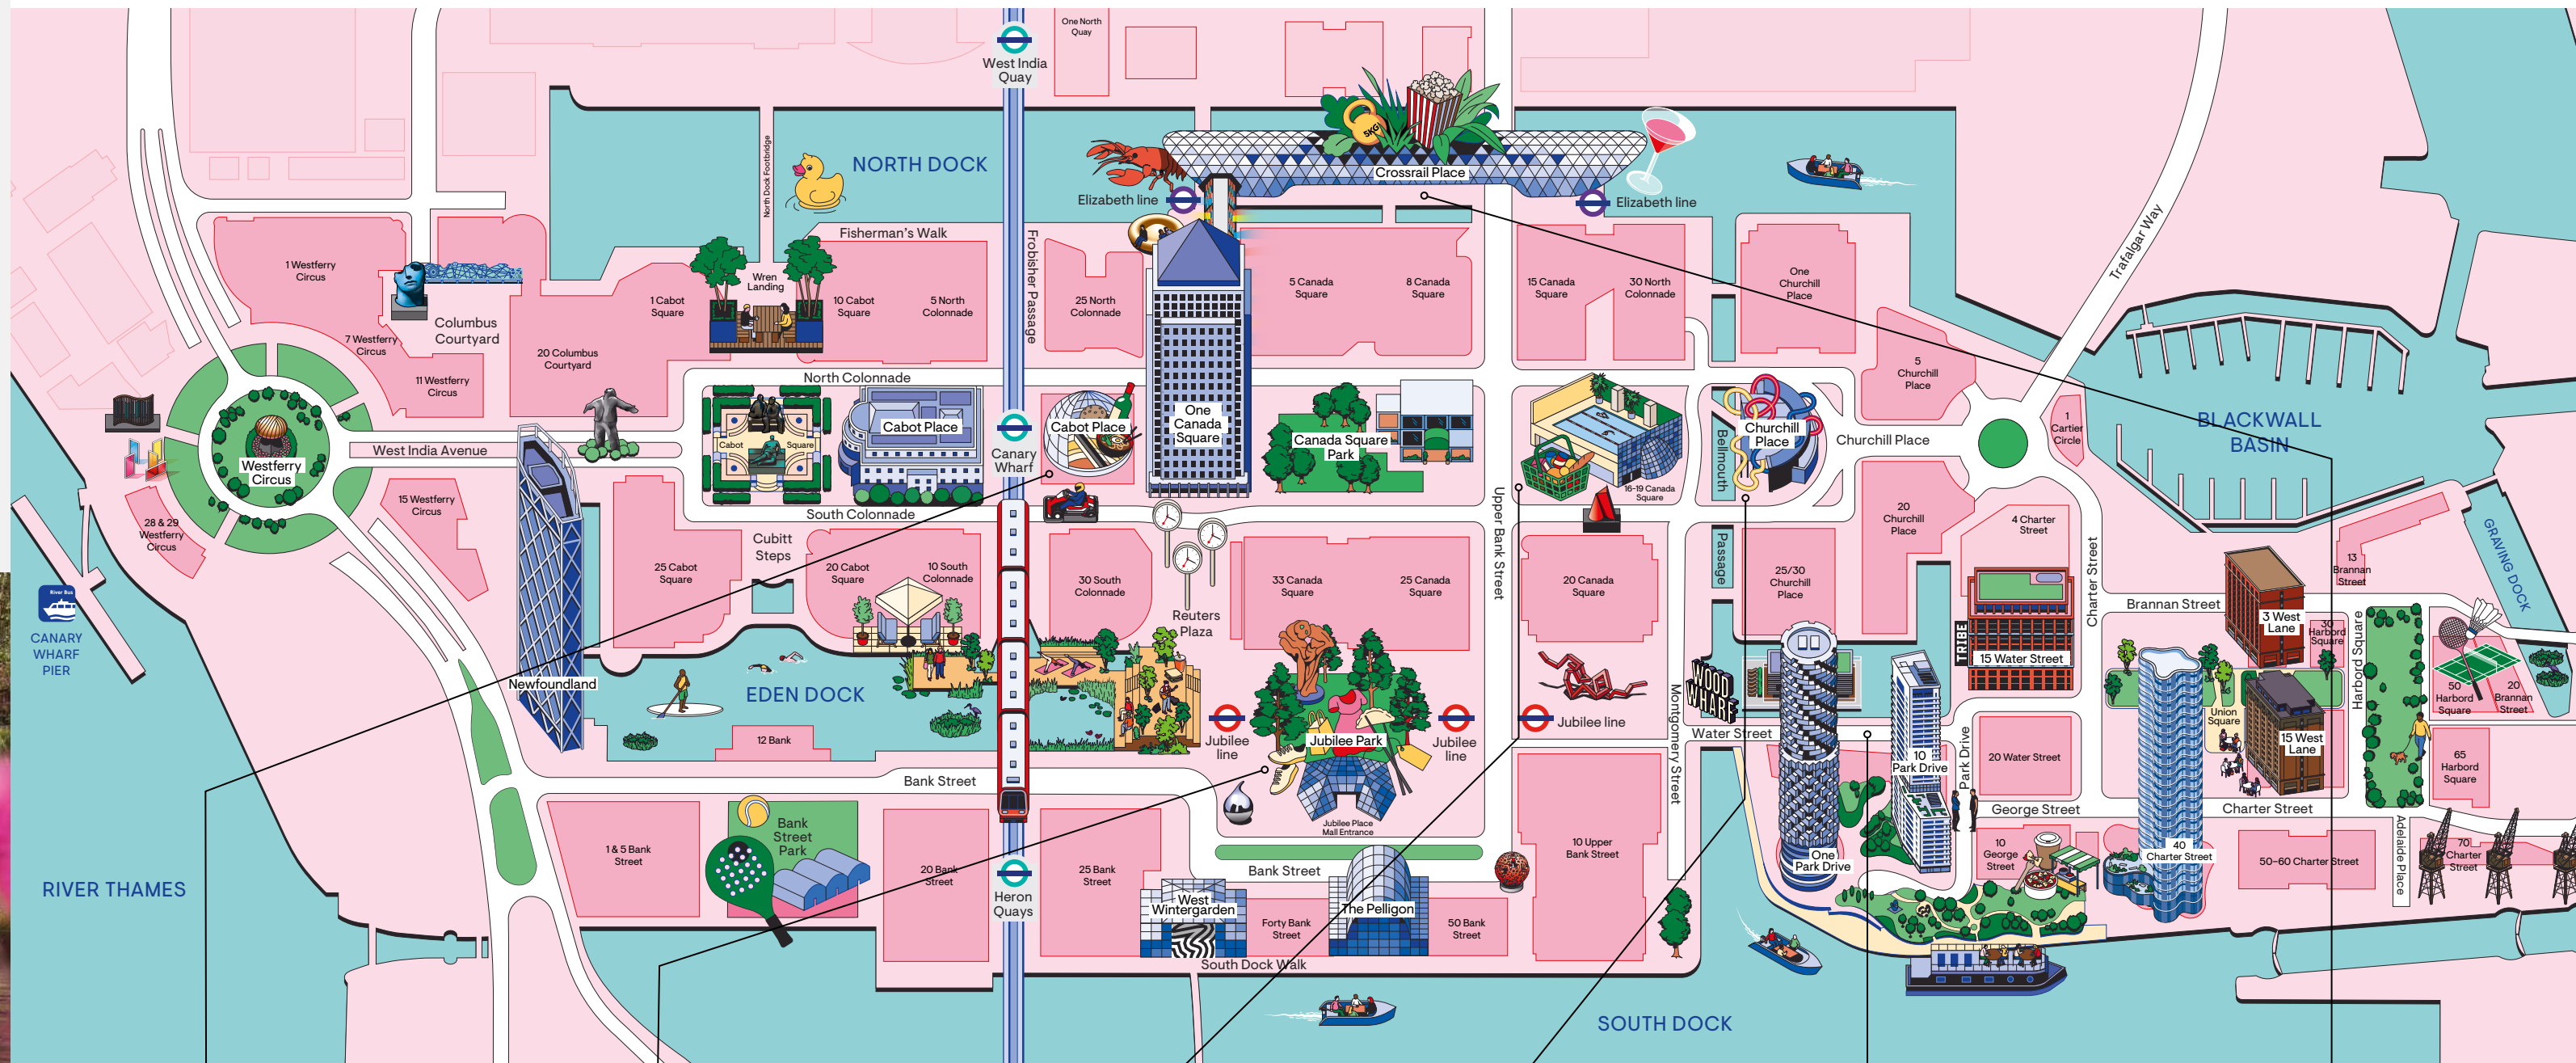 One North
Quay
West India
Quay
North Dock Footbridge
NORTH DOCK
5KG
Crossrail Place
Elizabeth line
Elizabeth line
Trafalgar Way
Fisherman's Walk
Frobisher Passage
1 Westferry
Circus
Columbus
Courtyard
7 Westferry
Circus
11 Westferry
Circus
20 Columbus
Courtyard
1 Cabot
Square
Wren
Landing
10 Cabot
Square
5 North
Colonnade
25 North
Colonnade
5 Canada
Square
8 Canada
Square
15 Canada
Square
30 North
Colonnade
One
Churchill
Place
5
Churchill
Place
North Colonnade
Westferry
Circus
West India Avenue
Cabot Square
Cabot Place
Canary
Wharf
Cabot Place
One
Canada
Square
Canada Square
Park
16-19 Canada
Square
Bellmouth
Passage
Churchill
Place
Churchill Place
1
Cartier
Circle
BLACKWALL
BASIN
GRAVING DOCK
South Colonnade
Upper Bank Street
15 Westferry
Circus
28 & 29
Westferry
Circus
River Bus
CANARY
WHARF
PIER
25 Cabot
Square
Cubitt
Steps
20 Cabot
Square
10 South
Colonnade
30 South
Colonnade
Reuters
Plaza
33 Canada
Square
25 Canada
Square
20 Canada
Square
25/30
Churchill
Place
20
Churchill
Place
4 Charter
Street
Charter Street
Brannan Street
13
Brannan
Street
3 West
Lane
30
Harbord
Square
Harbord Square
TRIBE
15 Water Street
Newfoundland
EDEN DOCK
12 Bank
Jubilee
line
Jubilee Park
Jubilee
line
Jubilee line
WOOD
WHARF
Montgomery Street
Water Street
10
Park Drive
Park Drive
20 Water Street
Union
Square
15 West
Lane
50
Harbord
Square
20
Brannan
Street
65
Harbord
Square
Bank Street
George Street
Charter Street
Adelaide Place
Jubilee Place
Mall Entrance
Bank
Street
Park
1 & 5 Bank
Street
20 Bank
Street
25 Bank
Street
Heron
Quays
Bank Street
10 Upper
Bank Street
One
Park Drive
10
George
Street
40
Charter Street
50-60 Charter Street
70
Charter
Street
RIVER THAMES
West
Wintergarden
Forty Bank
Street
The Pelligon
50 Bank
Street
South Dock Walk
SOUTH DOCK